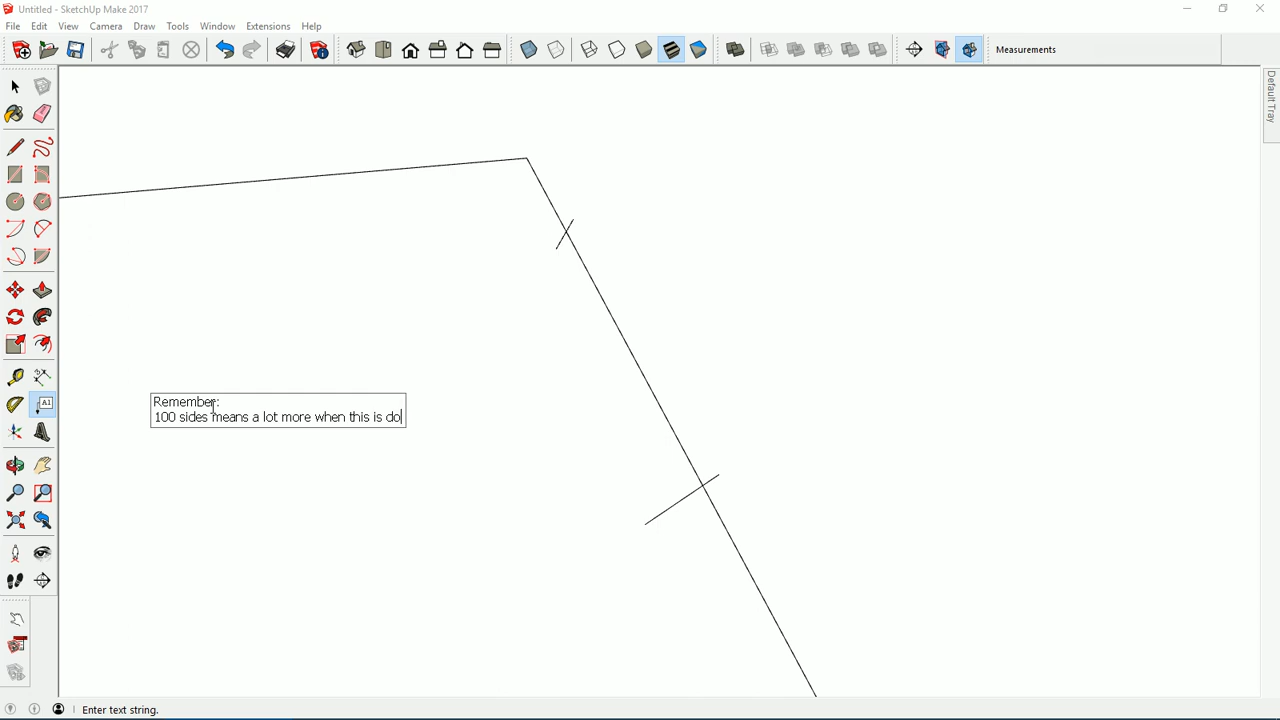 Untitled - SketchUp Make 2017
File Edit View Camera Draw Tools Window Extensions Help
Measurements
Default Tray
A1
Remember:
100 sides means a lot more when this is do
Enter text string.